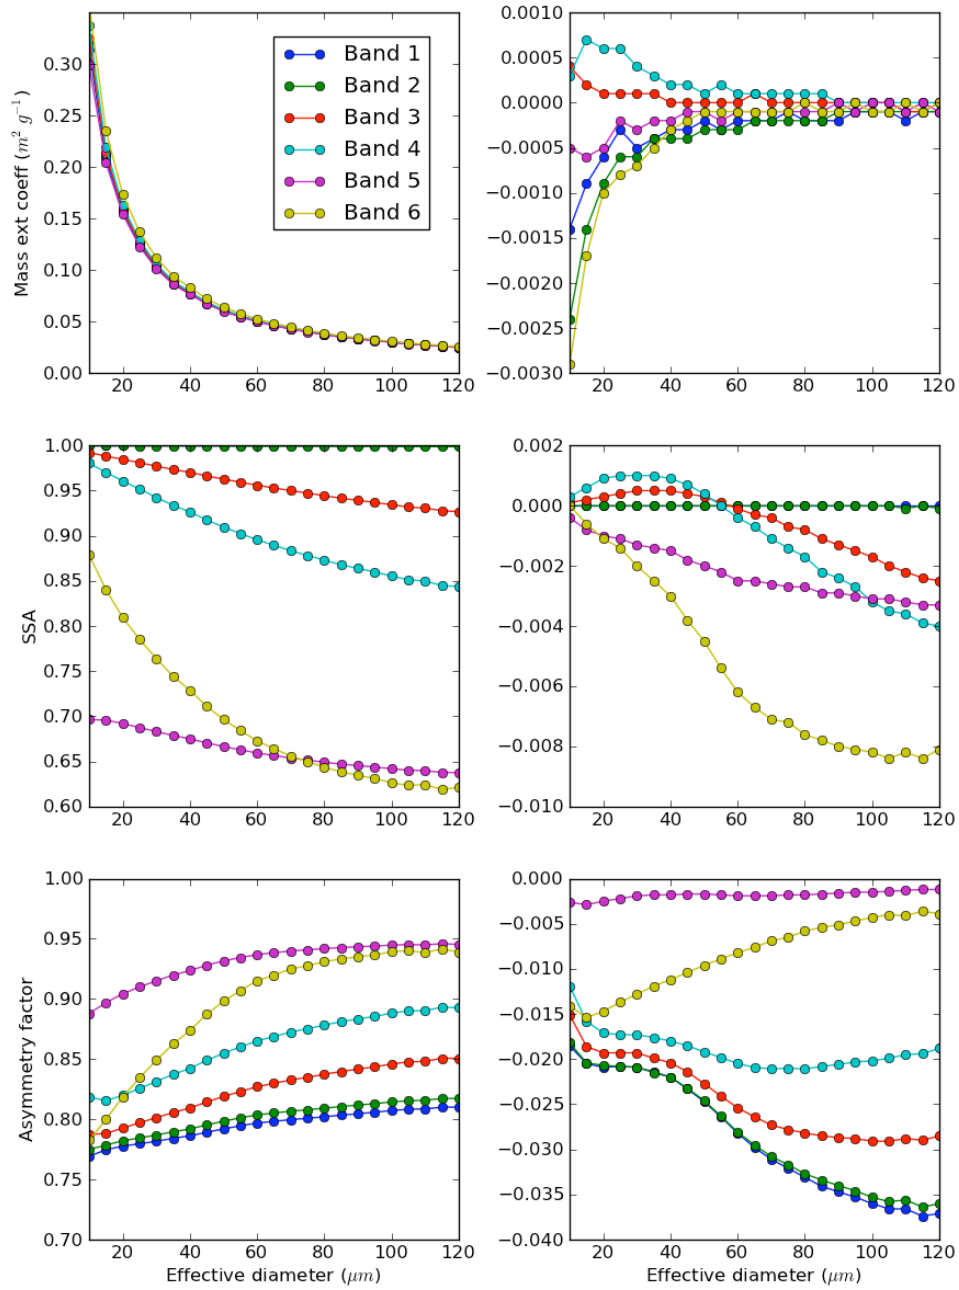 Mass ext coeff (m² g⁻¹)
0.30
0.25
0.20
0.15
0.10
0.05
0.00
20 40 60 80 100 120
Band 1
Band 2
Band 3
Band 4
Band 5
Band 6
0.0010
0.0005
0.0000
−0.0005
−0.0010
−0.0015
−0.0020
−0.0025
−0.0030
20 40 60 80 100 120
SSA
1.00
0.95
0.90
0.85
0.80
0.75
0.70
0.65
0.60
20 40 60 80 100 120
0.002
0.000
−0.002
−0.004
−0.006
−0.008
−0.010
20 40 60 80 100 120
Asymmetry factor
1.00
0.95
0.90
0.85
0.80
0.75
0.70
20 40 60 80 100 120
Effective diameter (μm)
0.000
−0.005
−0.010
−0.015
−0.020
−0.025
−0.030
−0.035
−0.040
20 40 60 80 100 120
Effective diameter (μm)